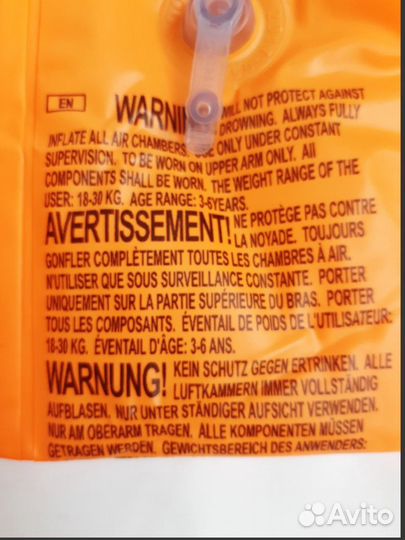 EN
WARNIN WILL NOT PROTECT AGAINST
DROWNING. ALWAYS FULLY
INFLATE ALL AIR CHAMBERS. USE ONLY UNDER CONSTANT
SUPERVISION. TO BE WORN ON UPPER ARM ONLY. All
COMPONENTS SHALL BE WORN. THE WEIGHT RANGE OF THE
USER: 18-30 KG. AGE RANGE: 3-6YEARS.
AVERTISSEMENT! NE PROTÈGE PAS CONTRE
LA NOYADE. TOUJOURS
GONFLER COMPLÈTEMENT TOUTES LES CHAMBRES À AIR.
N'UTILISER QUE SOUS SURVEILLANCE CONSTANTE. PORTER
UNIQUEMENT SUR LA PARTIE SUPÉRIEURE DU BRAS. PORTER
TOUS LES COMPOSANTS. ÉVENTAIL DE POIDS DE L'UTILISATEUR:
18-30 KG. ÉVENTAIL D'ÂGE: 3-6 ANS.
WARNUNG! KEIN SCHUTZ GEGEN ERTRINKEN. ALLE
LUFTKAMMERN IMMER VOLLSTÄNDIG
AUFBLASEN. NUR UNTER STÄNDIGER AUFSICHT VERWENDEN.
NUR AM OBERARM TRAGEN. ALLE KOMPONENTEN MÜSSEN
GETRAGEN WERDEN. GEWICHTSBEREICH DES ANWENDERS:
Avito